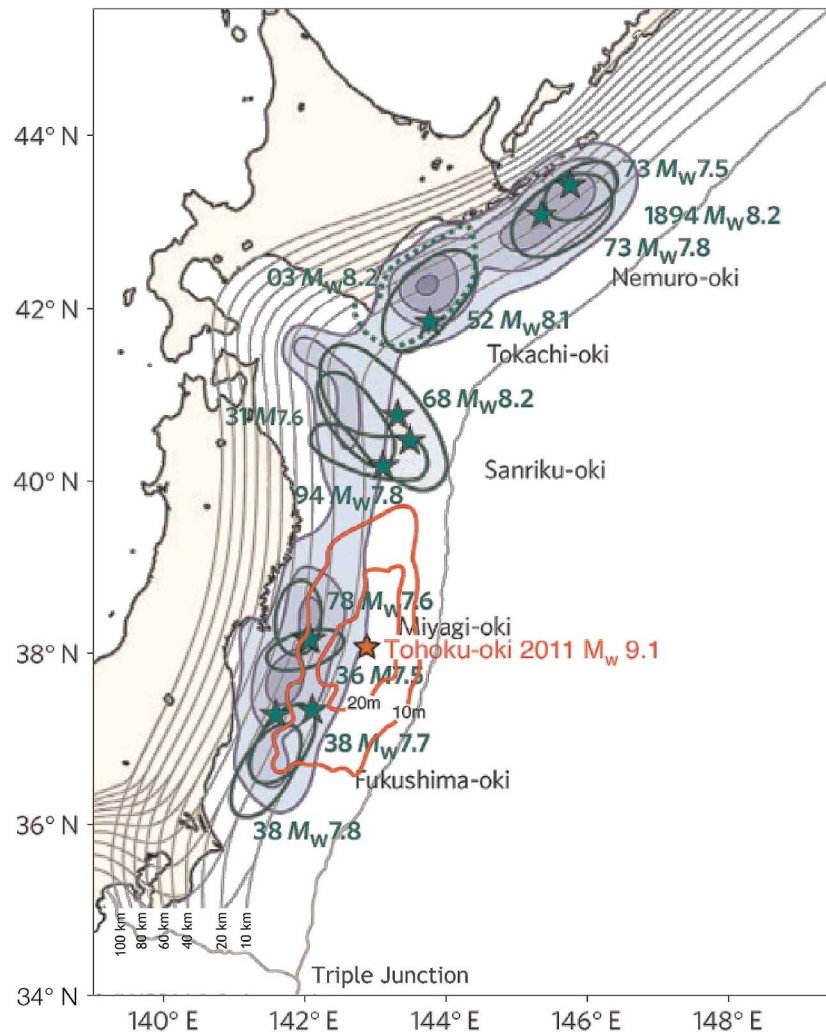 44° N
73 Mw7.5
1894 Mw8.2
73 Mw7.8
Nemuro-oki
03 Mw8.2
42° N
52 Mw8.1
Tokachi-oki
68 Mw8.2
31 M7.6
Sanriku-oki
40° N
94 Mw7.8
78 Mw7.6
Miyagi-oki
38° N
Tohoku-oki 2011 Mw 9.1
36 M7.5
20m
10m
38 Mw7.7
Fukushima-oki
36° N
38 Mw7.8
100 km
80 km
60 km
40 km
20 km
10 km
Triple Junction
34° N
140° E
142° E
144° E
146° E
148° E